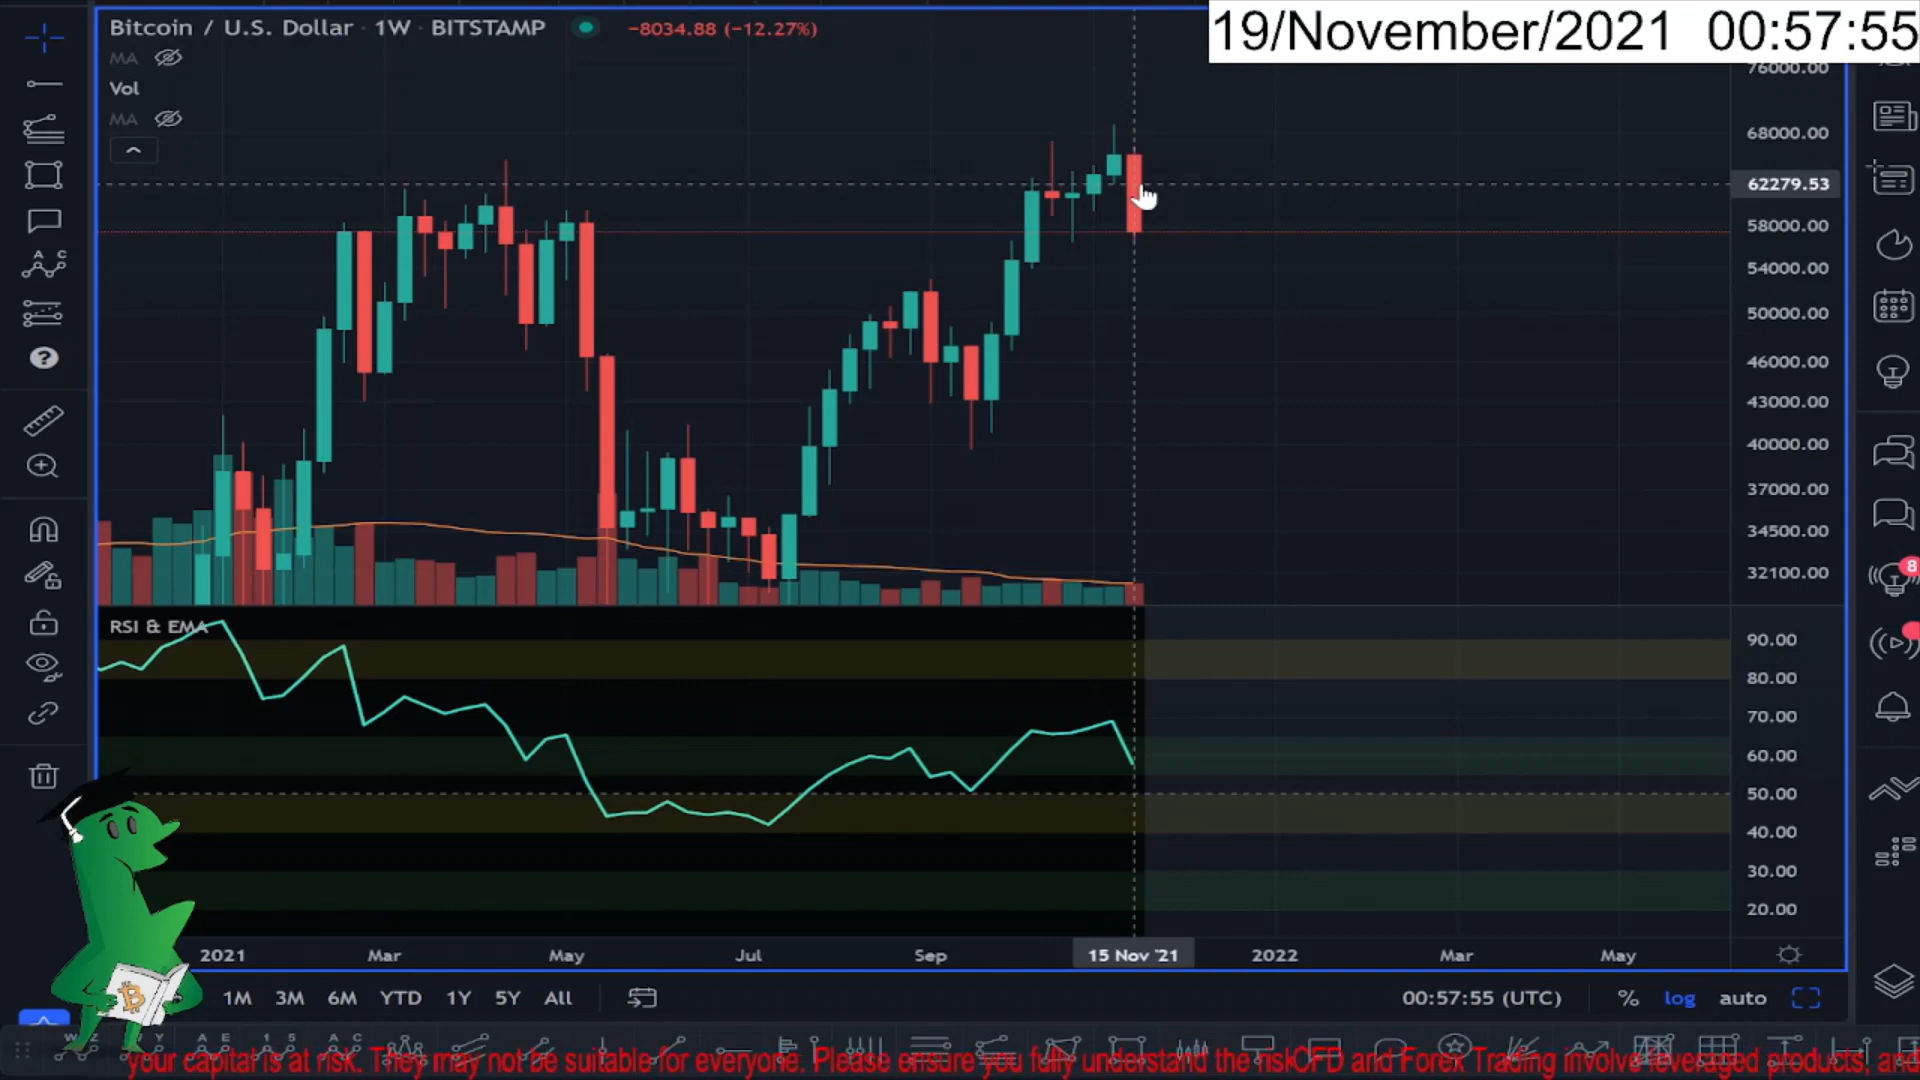 Bitcoin / U.S. Dollar · 1W · BITSTAMP
−8034.88 (−12.27%)
19/November/2021 00:57:55
MA
Vol
MA
76000.00
68000.00
62279.53
58000.00
54000.00
50000.00
46000.00
43000.00
40000.00
37000.00
34500.00
32100.00
RSI & EMA
90.00
80.00
70.00
60.00
50.00
40.00
30.00
20.00
8
2021 Mar May Jul Sep 15 Nov '21 2022 Mar May
1M 3M 6M YTD 1Y 5Y All
00:57:55 (UTC) % log auto
your capital is at risk. They may not be suitable for everyone. Please ensure you fully understand the riskCFD and Forex Trading involve leveraged products, and